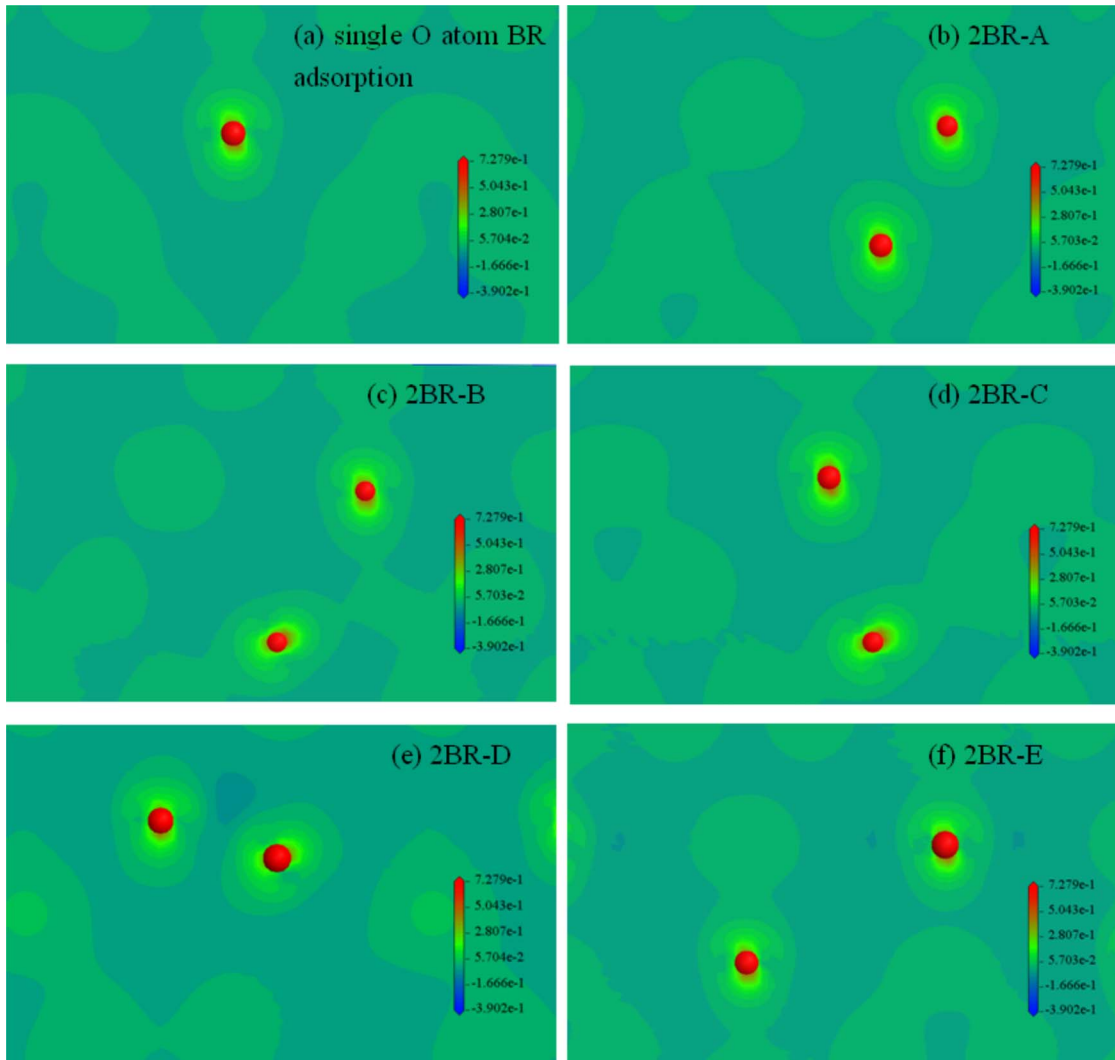 (a) single O atom BR
adsorption
7.279e-1
5.043e-1
2.807e-1
5.704e-2
-1.666e-1
-3.902e-1
(b) 2BR-A
7.279e-1
5.043e-1
2.807e-1
5.703e-2
-1.666e-1
-3.902e-1
(c) 2BR-B
7.279e-1
5.043e-1
2.807e-1
5.703e-2
-1.666e-1
-3.902e-1
(d) 2BR-C
7.279e-1
5.043e-1
2.807e-1
5.703e-2
-1.666e-1
-3.902e-1
(e) 2BR-D
7.279e-1
5.043e-1
2.807e-1
5.704e-2
-1.666e-1
-3.902e-1
(f) 2BR-E
7.279e-1
5.043e-1
2.807e-1
5.703e-2
-1.666e-1
-3.902e-1